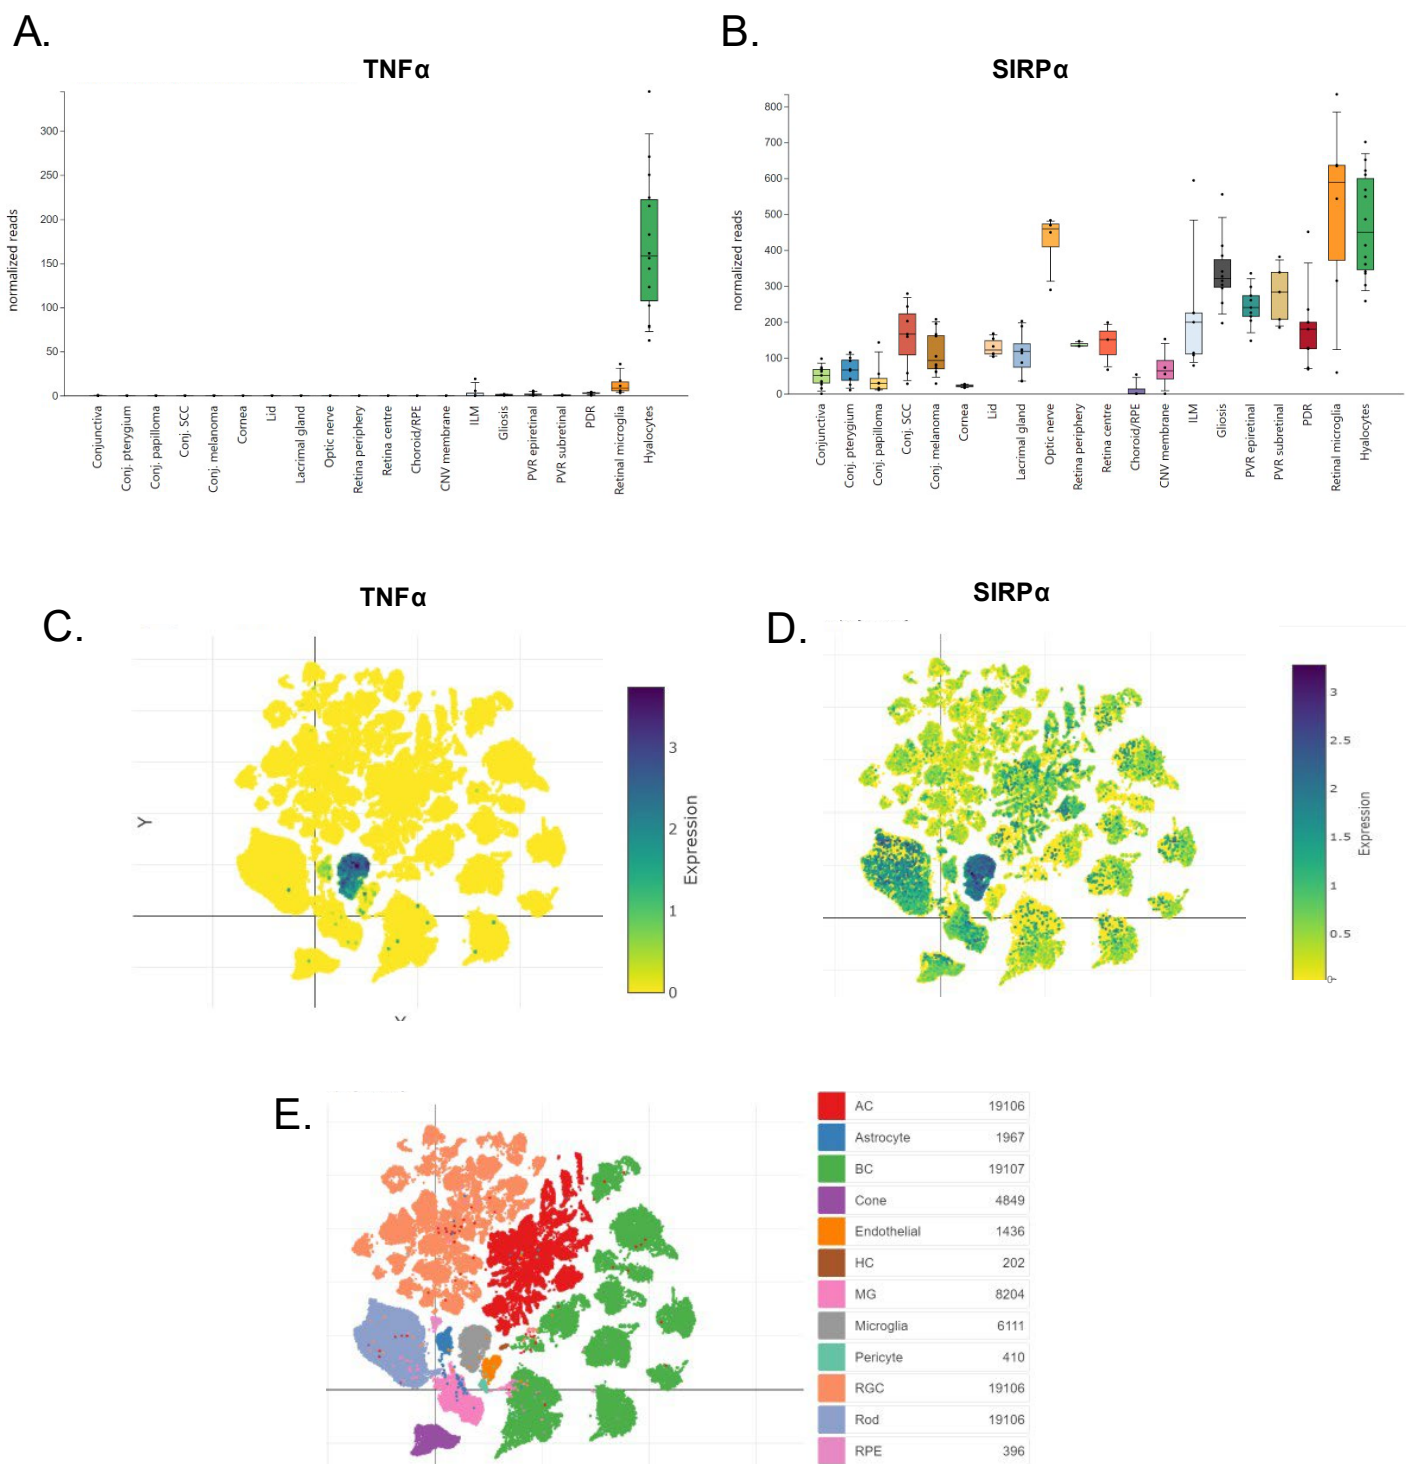 A.
TNFα
normalized reads
300
250
200
150
100
50
0
Conjunctiva
Conj. pterygium
Conj. papilloma
Conj. SCC
Conj. melanoma
Cornea
Lid
Lacrimal gland
Optic nerve
Retina periphery
Retina centre
Choroid/RPE
CNV membrane
ILM
Gliosis
PVR epiretinal
PVR subretinal
PDR
Retinal microglia
Hyalocytes
B.
SIRPα
normalized reads
800
700
600
500
400
300
200
100
0
Conjunctiva
Conj. pterygium
Conj. papilloma
Conj. SCC
Conj. melanoma
Cornea
Lid
Lacrimal gland
Optic nerve
Retina periphery
Retina centre
Choroid/RPE
CNV membrane
ILM
Gliosis
PVR epiretinal
PVR subretinal
PDR
Retinal microglia
Hyalocytes
C.
TNFα
Y
3
2
1
0
Expression
D.
SIRPα
3
2.5
2
1.5
1
0.5
0
Expression
E.
AC 19106
Astrocyte 1967
BC 19107
Cone 4849
Endothelial 1436
HC 202
MG 8204
Microglia 6111
Pericyte 410
RGC 19106
Rod 19106
RPE 396